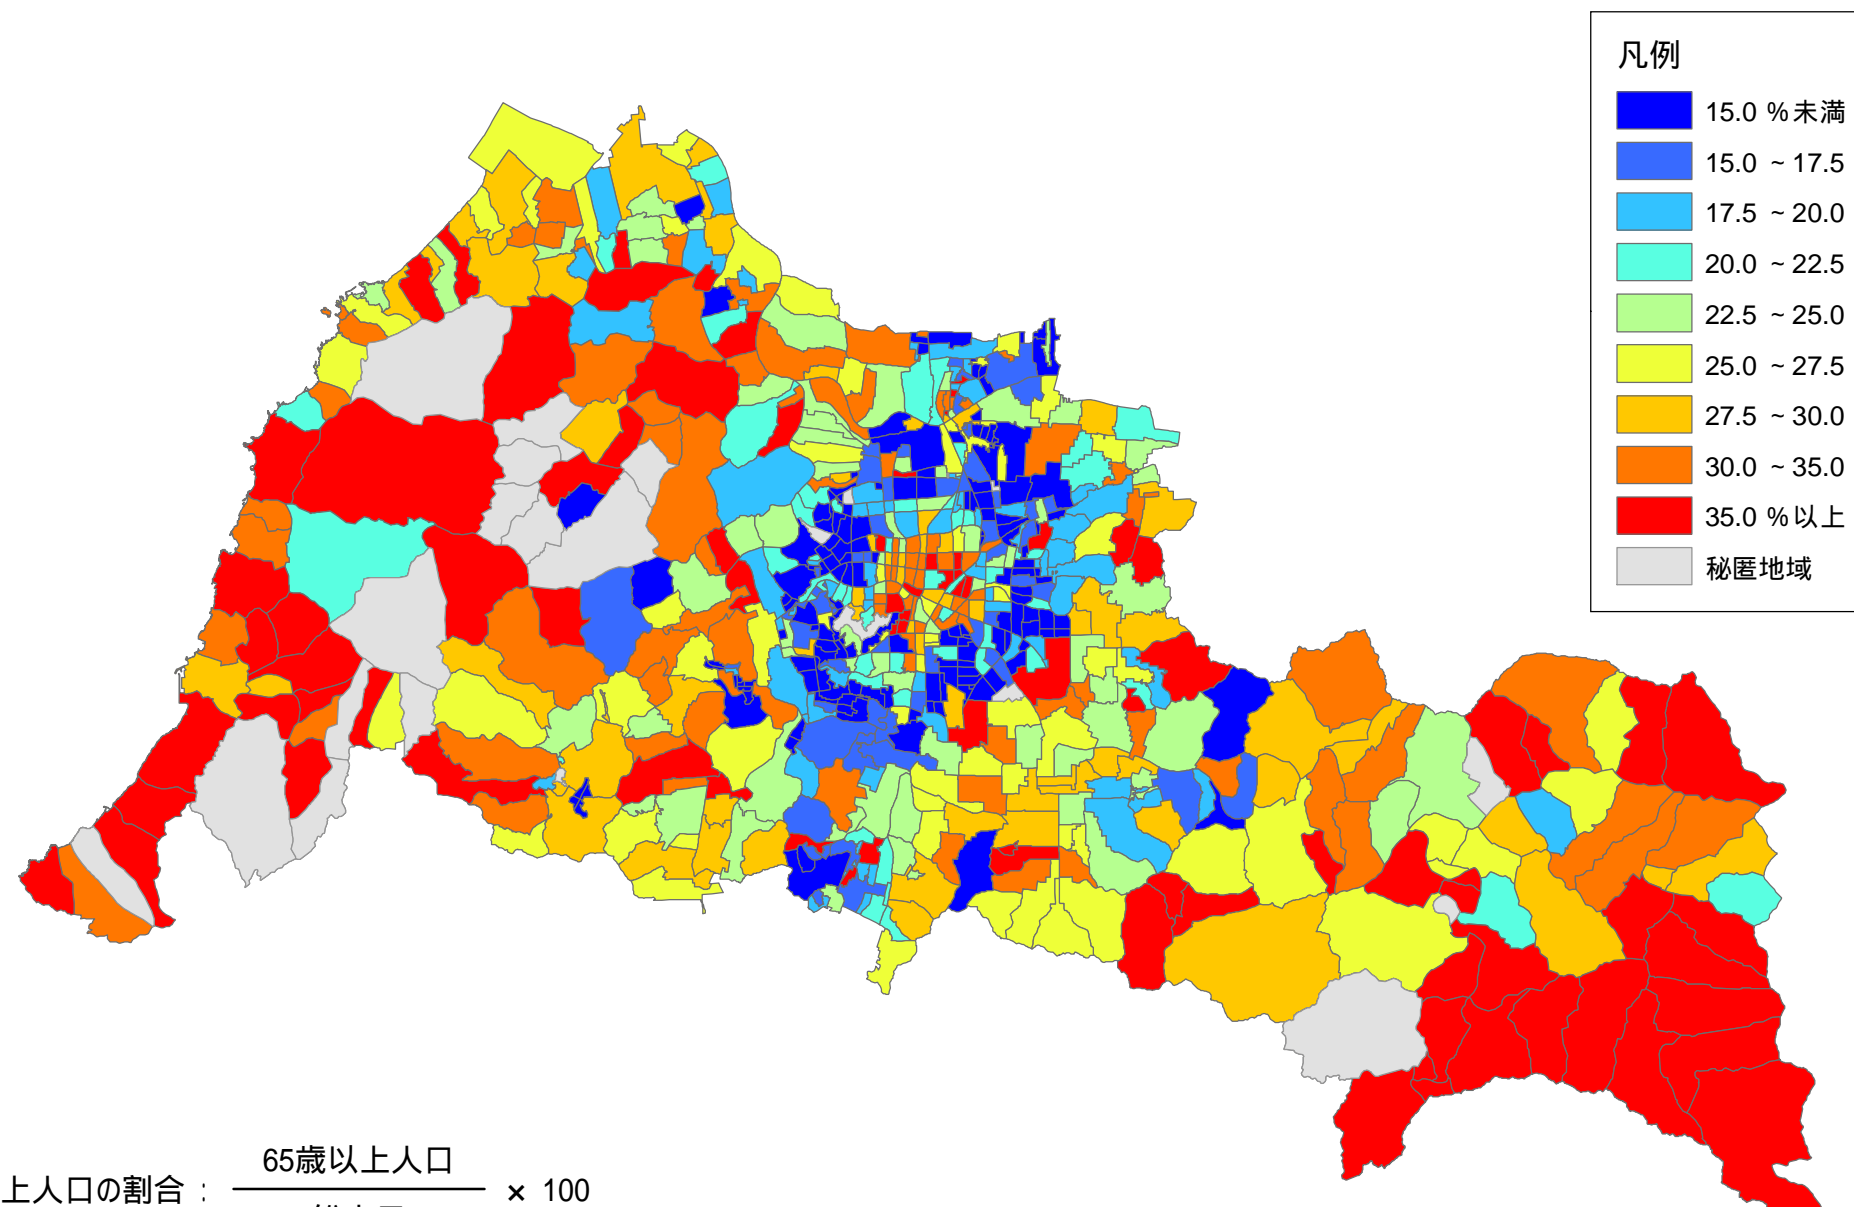 凡例
15.0 %未満
15.0 ~ 17.5
17.5 ~ 20.0
20.0 ~ 22.5
22.5 ~ 25.0
25.0 ~ 27.5
27.5 ~ 30.0
30.0 ~ 35.0
35.0 %以上
秘匿地域
65歳以上人口
上人口の割合 : × 100